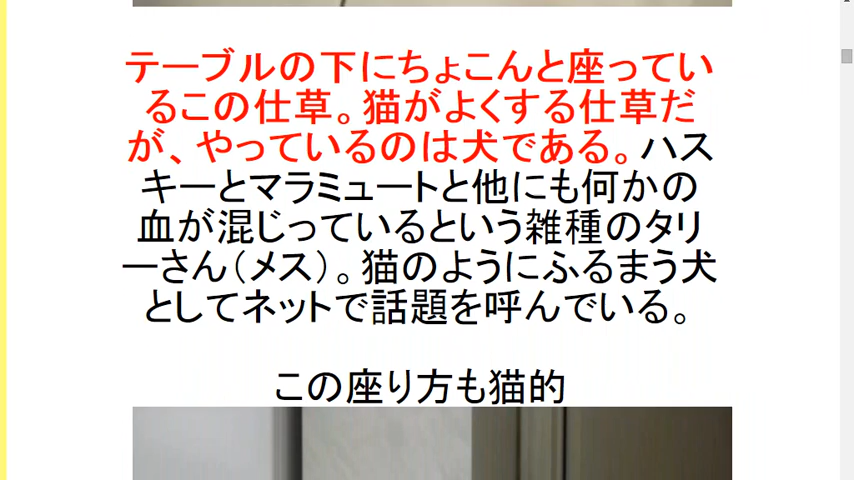 テーブルの下にちょこんと座ってい
るこの仕草。猫がよくする仕草だ
が、やっているのは犬である。ハス
キーとマラミュートと他にも何かの
血が混じっているという雑種のタリ
ーさん（メス）。猫のようにふるまう犬
としてネットで話題を呼んでいる。
この座り方も猫的